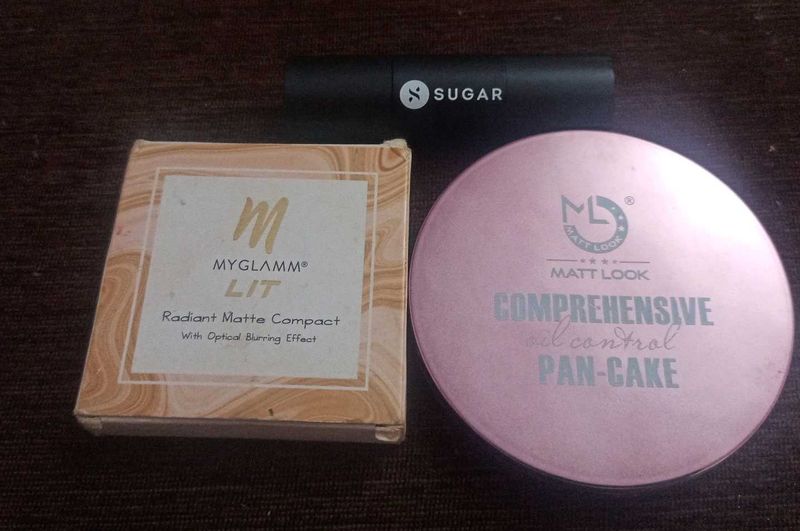 SUGAR
M
MYGLAMM®
LIT
Radiant Matte Compact
With Optical Blurring Effect
ML®
MATT LOOK
MATT LOOK
COMPREHENSIVE
oil control
PAN-CAKE